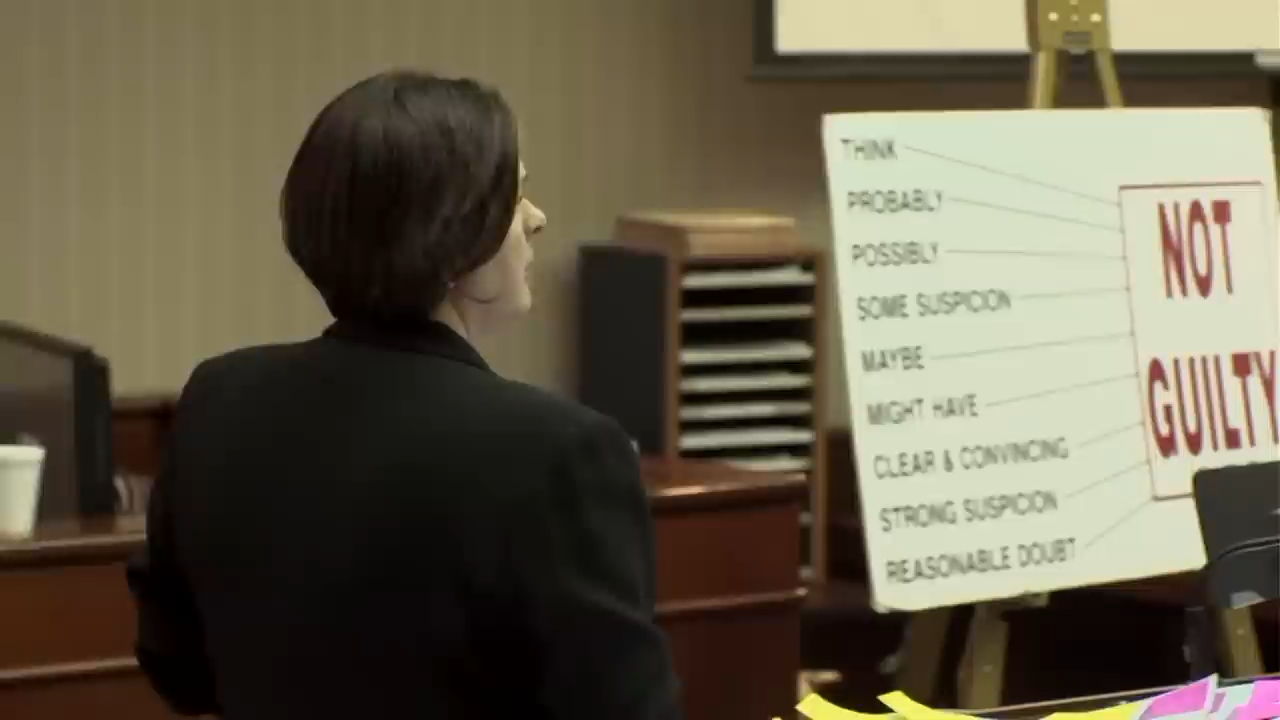 THINK
PROBABLY
POSSIBLY
SOME SUSPICION
MAYBE
MIGHT HAVE
CLEAR & CONVINCING
STRONG SUSPICION
REASONABLE DOUBT
NOT
GUILTY